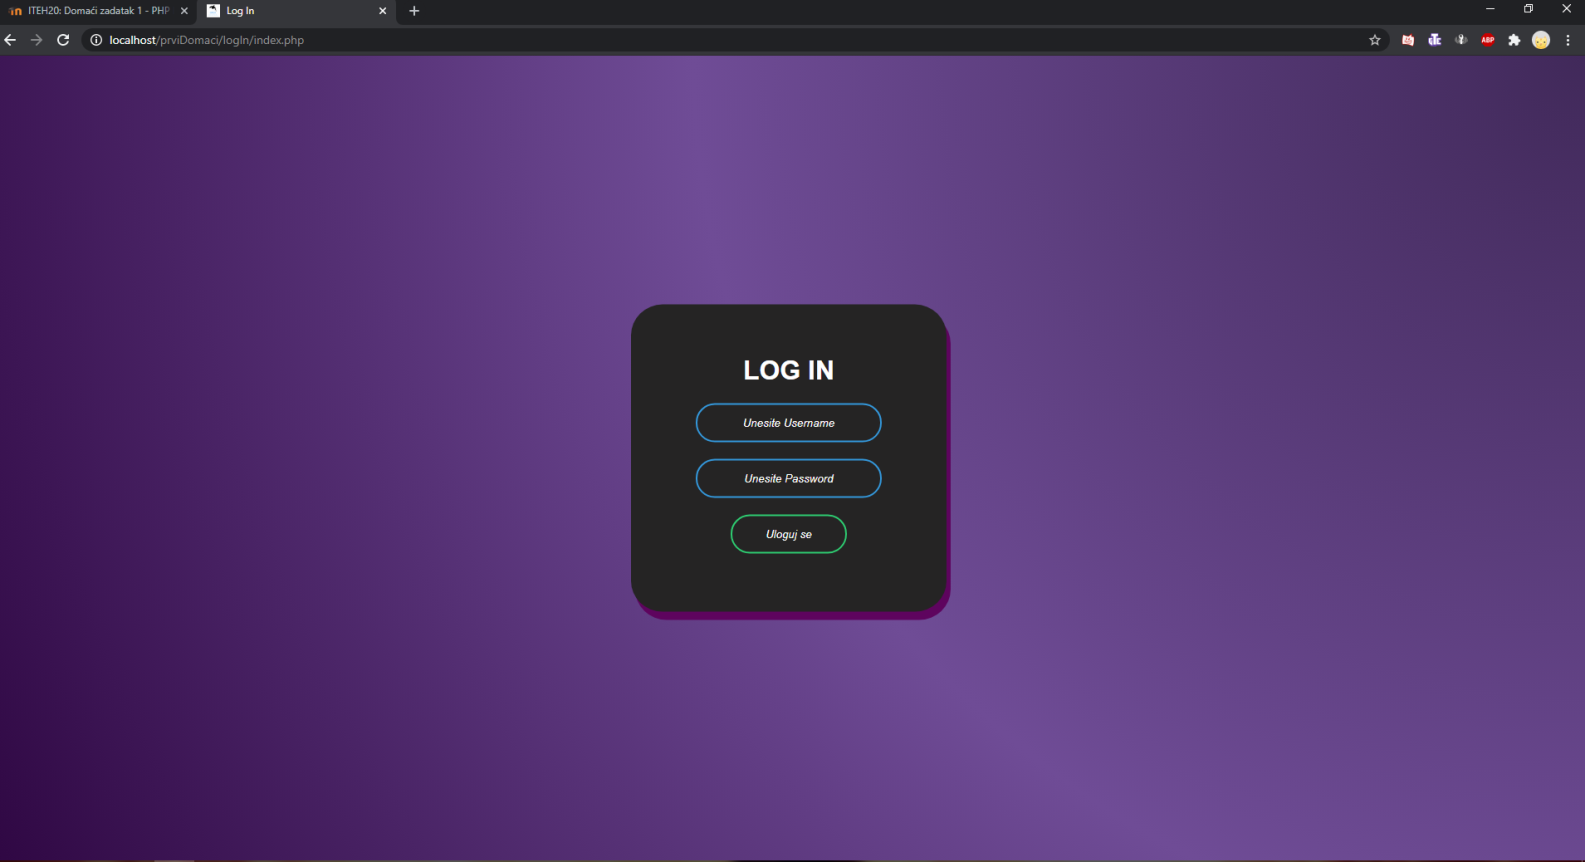 ITEH20: Domaći zadatak 1 - PHP
Log In
localhost/prviDomaci/logIn/index.php
ABP
LOG IN
Unesite Username
Unesite Password
Uloguj se